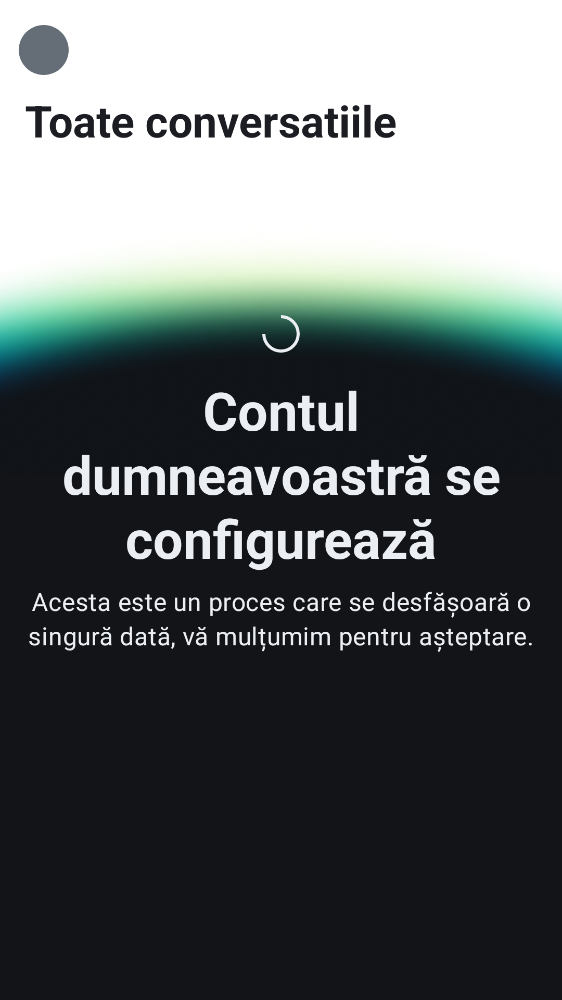 Toate conversatiile
Contul
dumneavoastră se
configurează
Acesta este un proces care se desfășoară o
singură dată, vă mulțumim pentru așteptare.